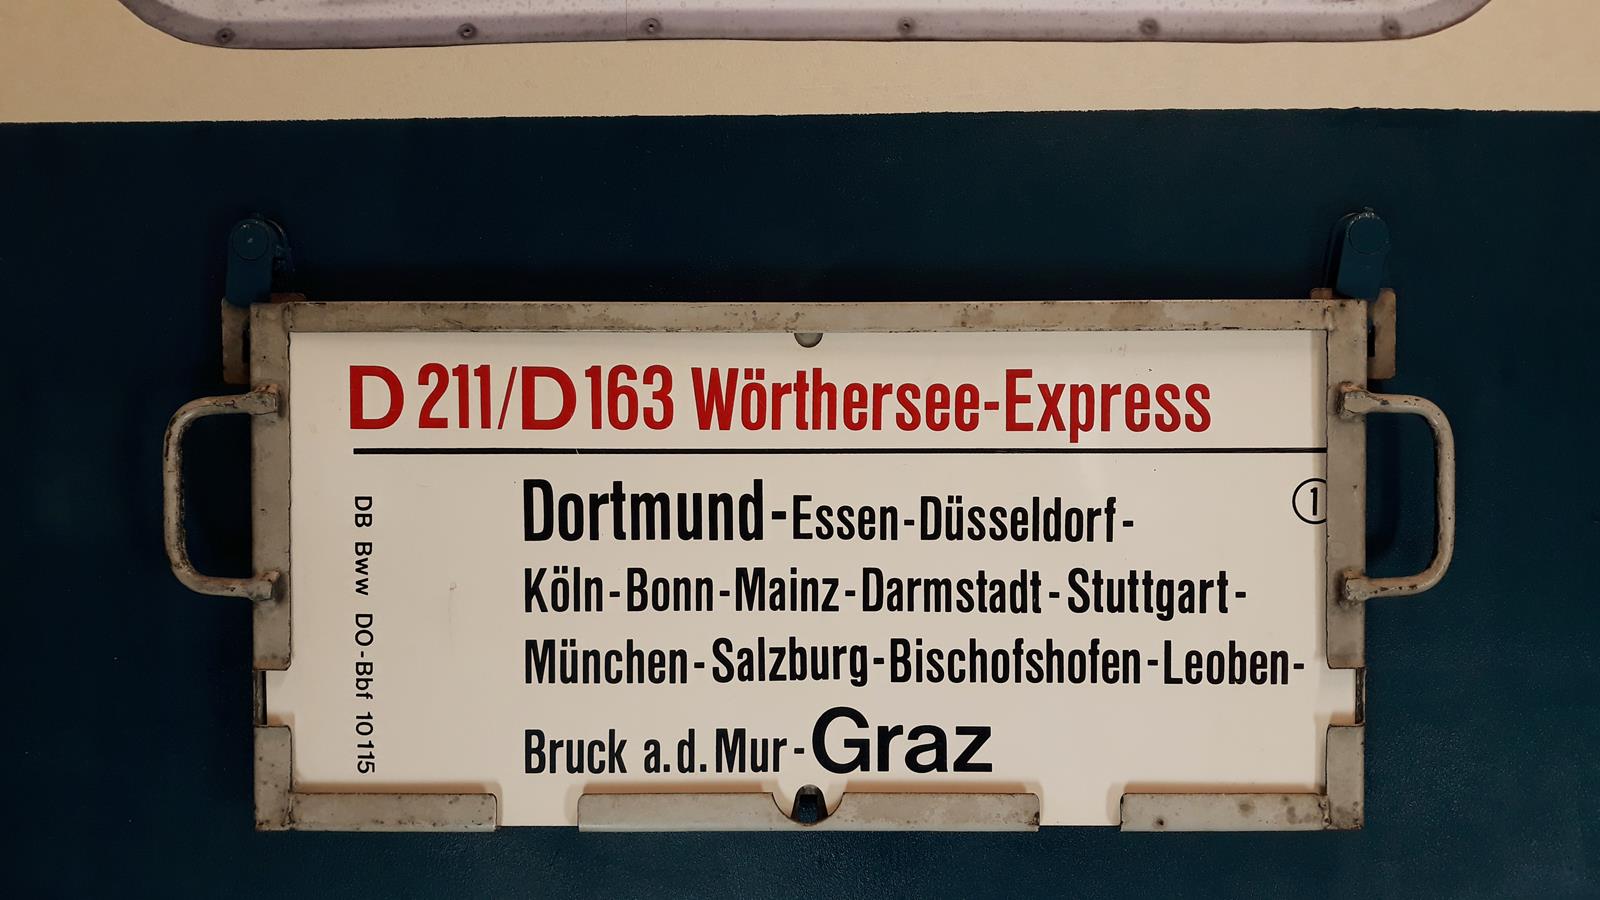 D 211/D 163 Wörthersee-Express
①
Dortmund-Essen-Düsseldorf-
Köln-Bonn-Mainz-Darmstadt-Stuttgart-
München-Salzburg-Bischofshofen-Leoben-
Bruck a.d. Mur-Graz
DB Bww DO-Bbf 10115